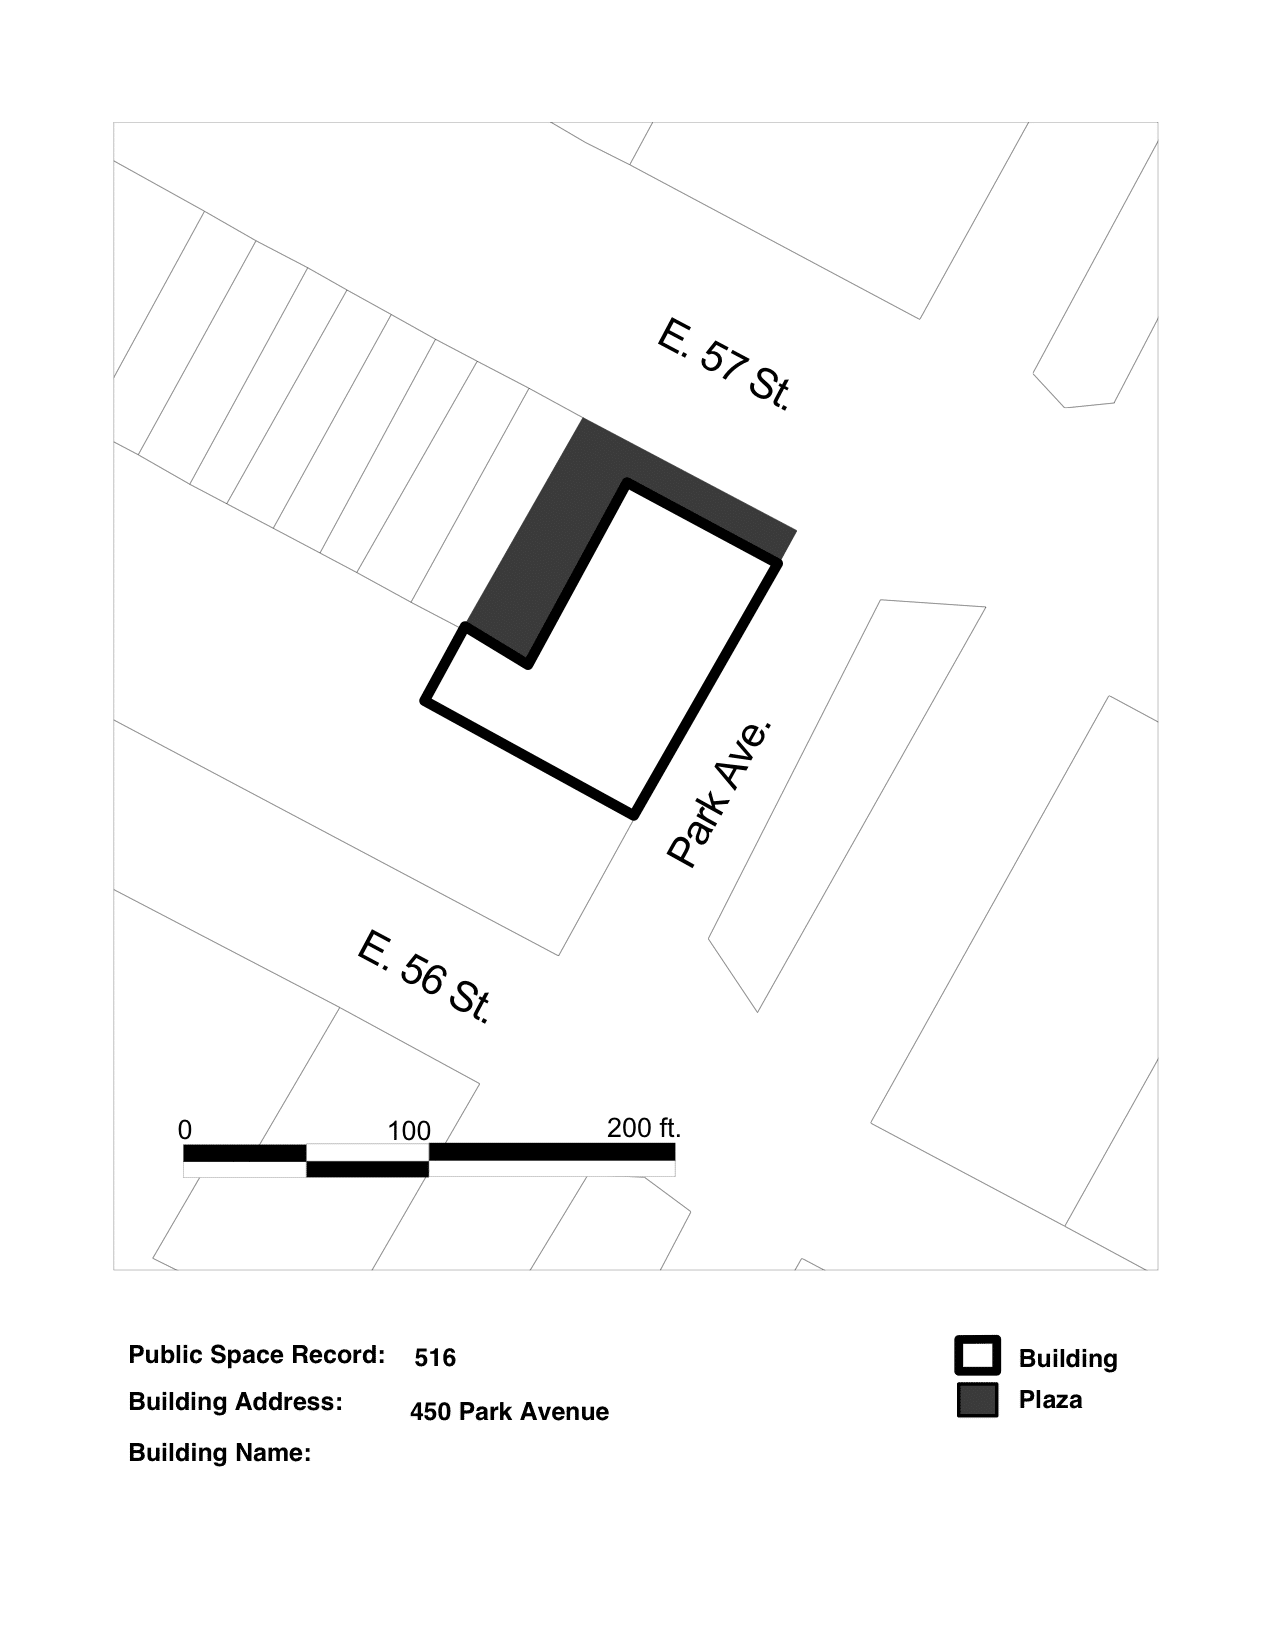 E. 57 St.
Park Ave.
E. 56 St.
0 100 200 ft.
Public Space Record: 516
Building Address: 450 Park Avenue
Building Name:
Building
Plaza